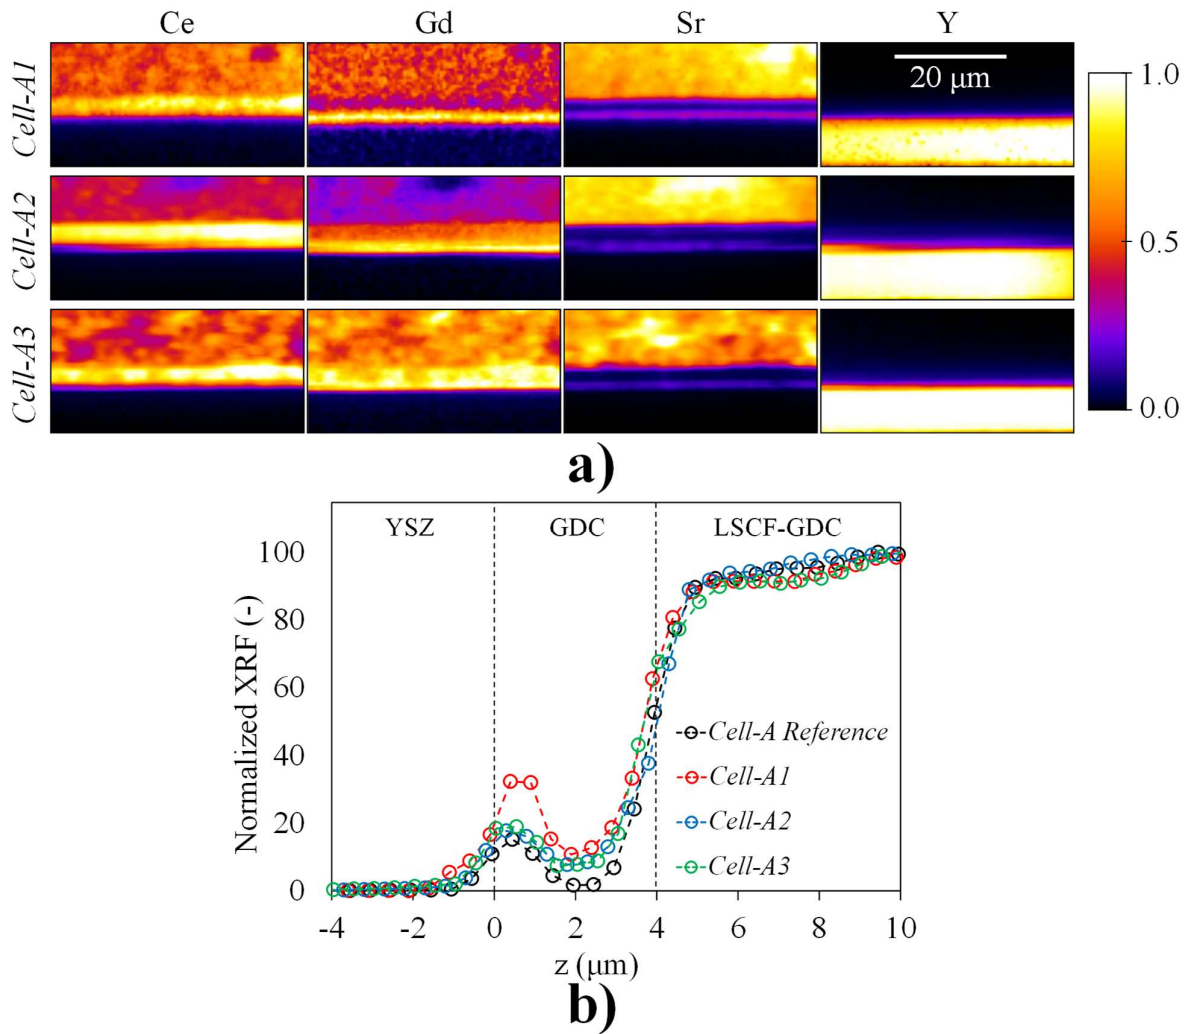 Ce Gd Sr Y
Cell-A1
20 μm
1.0
Cell-A2
0.5
Cell-A3
0.0
a)
YSZ GDC LSCF-GDC
Normalized XRF (-)
100
80
60
40
20
0
Cell-A Reference
Cell-A1
Cell-A2
Cell-A3
-4 -2 0 2 4 6 8 10
z (μm)
b)